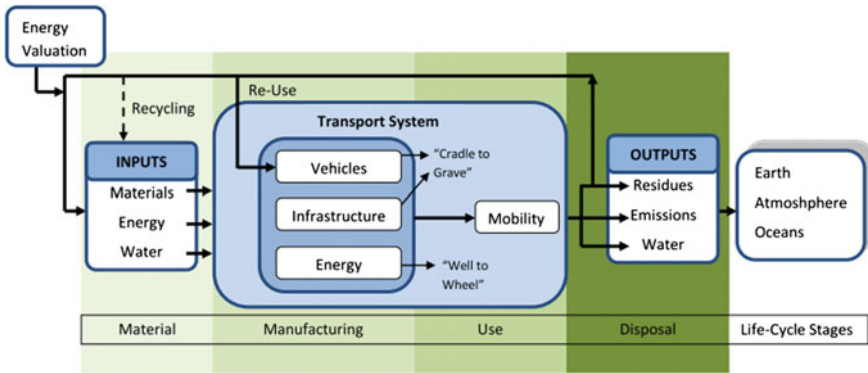 Energy
Valuation
Re-Use
Recycling
Transport System
INPUTS
Materials
Energy
Water
Vehicles
Infrastructure
Energy
"Cradle to
Grave"
"Well to
Wheel"
Mobility
OUTPUTS
Residues
Emissions
Water
Earth
Atmoshphere
Oceans
Material
Manufacturing
Use
Disposal
Life-Cycle Stages